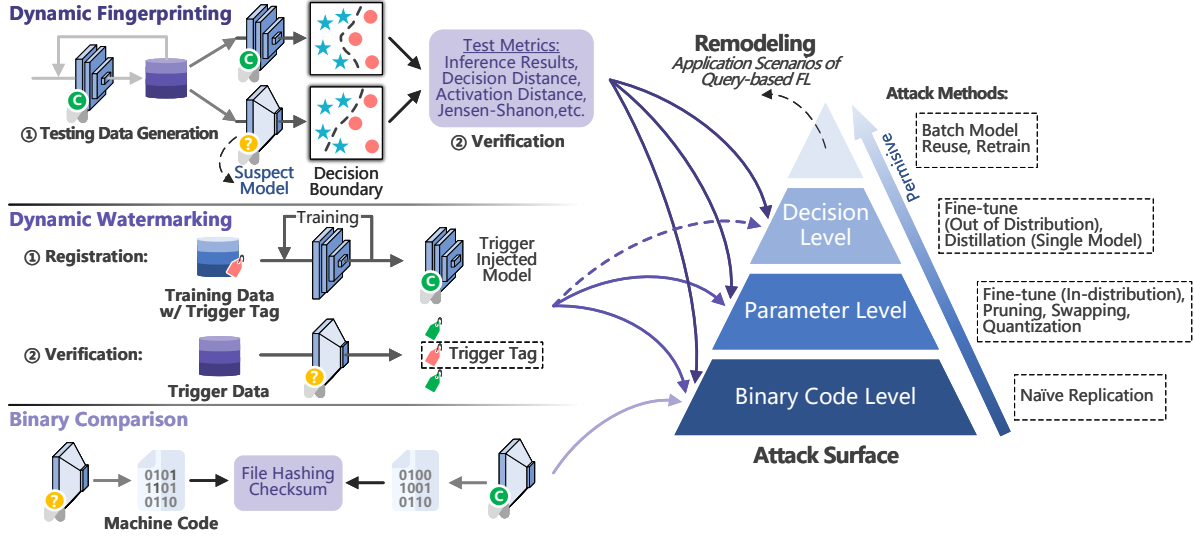 Dynamic Fingerprinting
C
① Testing Data Generation
C
?
Suspect
Model
Decision
Boundary
Test Metrics:
Inference Results,
Decision Distance,
Activation Distance,
Jensen-Shanon,etc.
② Verification
Dynamic Watermarking
① Registration:
Training Data
w/ Trigger Tag
Training
C
Trigger
Injected
Model
② Verification:
Trigger Data
?
Trigger Tag
Binary Comparison
?
0101
1101
0110
Machine Code
File Hashing
Checksum
0100
1001
0110
C
Remodeling
Application Scenarios of
Query-based FL
Decision
Level
Parameter Level
Binary Code Level
Attack Surface
Permisive
Attack Methods:
Batch Model
Reuse, Retrain
Fine-tune
(Out of Distribution),
Distillation (Single Model)
Fine-tune (In-distribution),
Pruning, Swapping,
Quantization
Naïve Replication